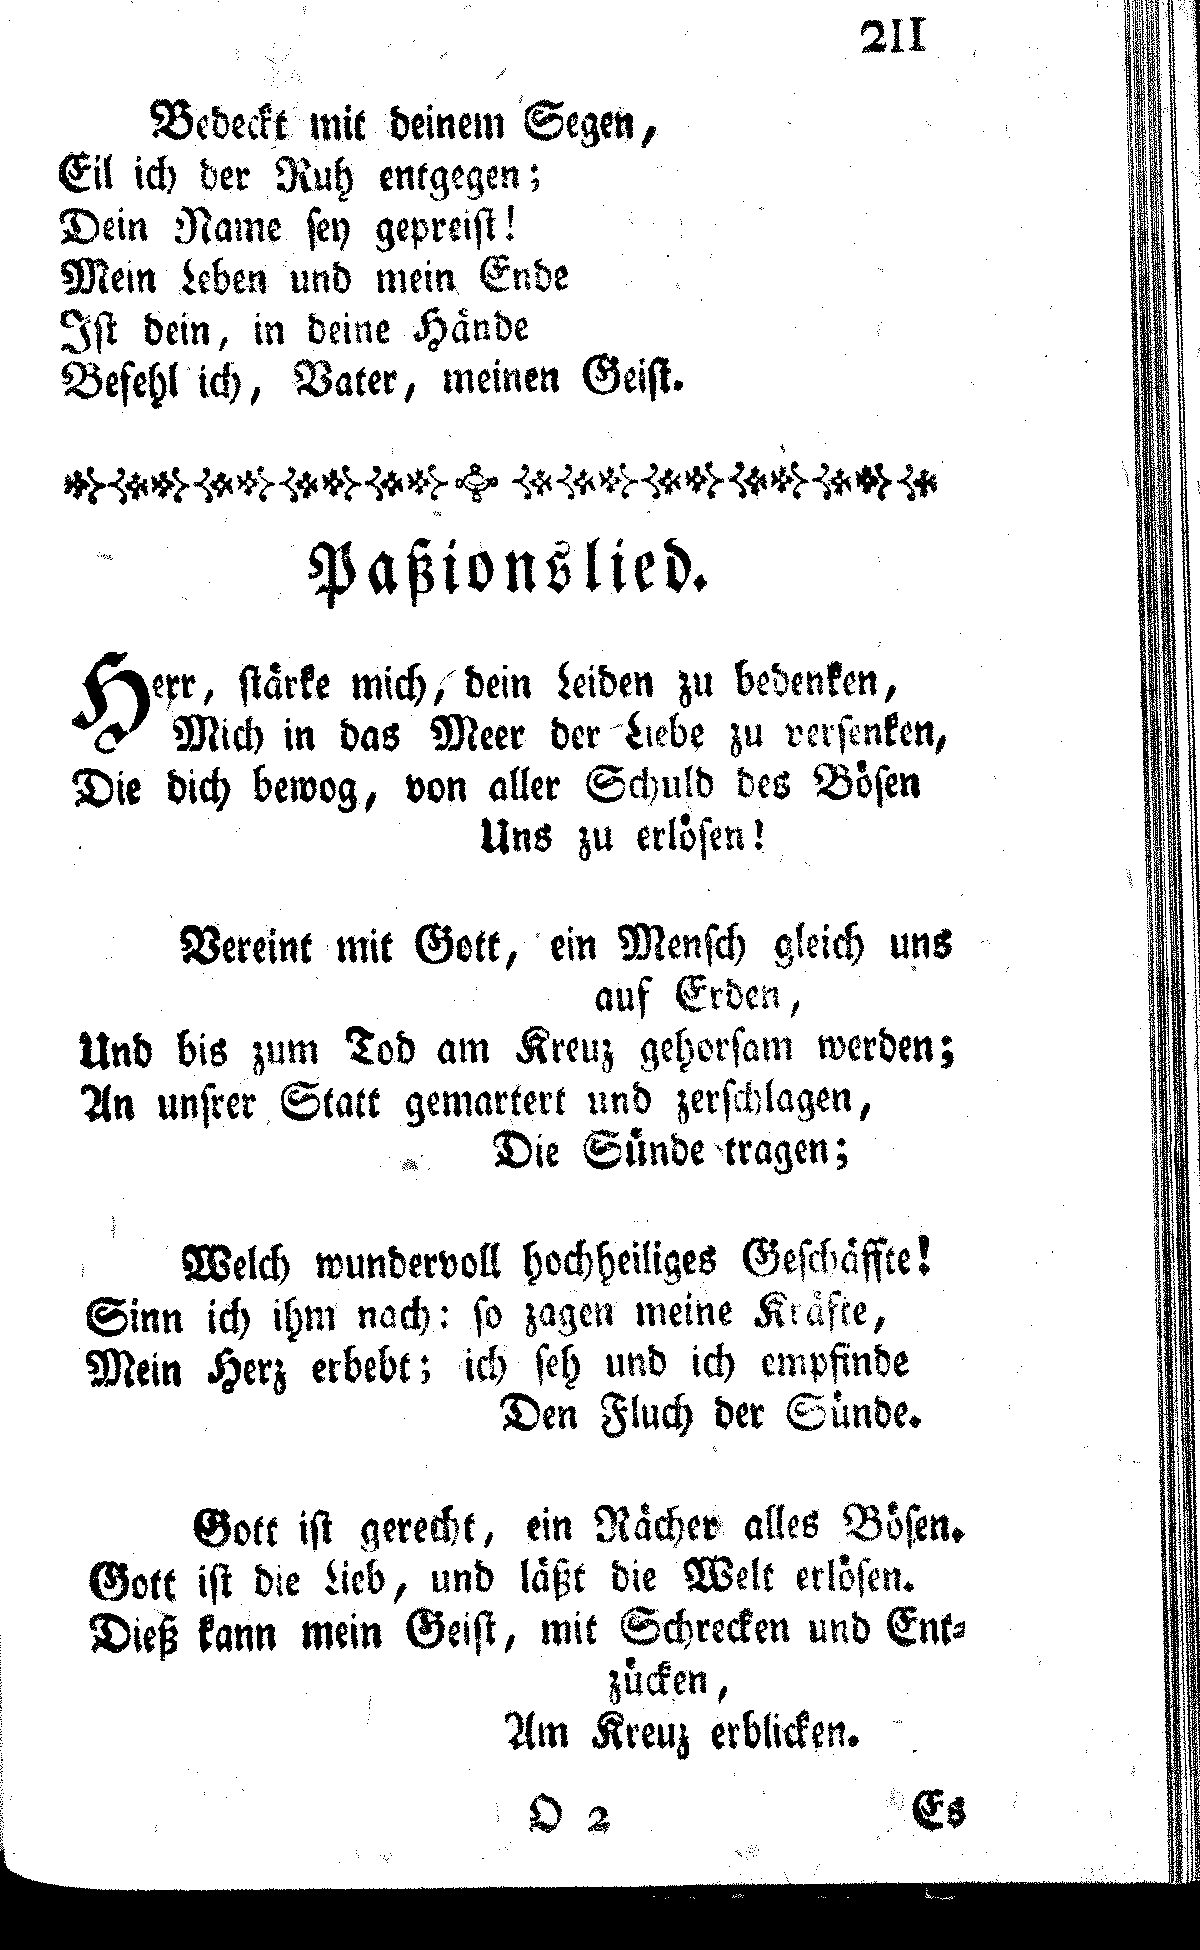 211
Bedeckt mit deinem Segen,
Eil ich der Ruh entgegen;
Dein Name sey gepreist!
Mein Leben und mein Ende
Ist dein, in deine Hände
Befehl ich, Vater, meinen Geist.
Paßionslied.
Herr, stärke mich, dein Leiden zu bedenken,
Mich in das Meer der Liebe zu versenken,
Die dich bewog, von aller Schuld des Bösen
Uns zu erlösen!
Vereint mit Gott, ein Mensch gleich uns
auf Erden,
Und bis zum Tod am Kreuz gehorsam werden;
An unsrer Statt gemartert und zerschlagen,
Die Sünde tragen;
Welch wundervoll hochheiliges Geschäffte!
Sinn ich ihm nach: so zagen meine Kräfte,
Mein Herz erbebt; ich seh und ich empfinde
Den Fluch der Sünde.
Gott ist gerecht, ein Rächer alles Bösen.
Gott ist die Lieb, und läßt die Welt erlösen.
Dieß kann mein Geist, mit Schrecken und Ent-
zücken,
Am Kreuz erblicken.
O 2
Es